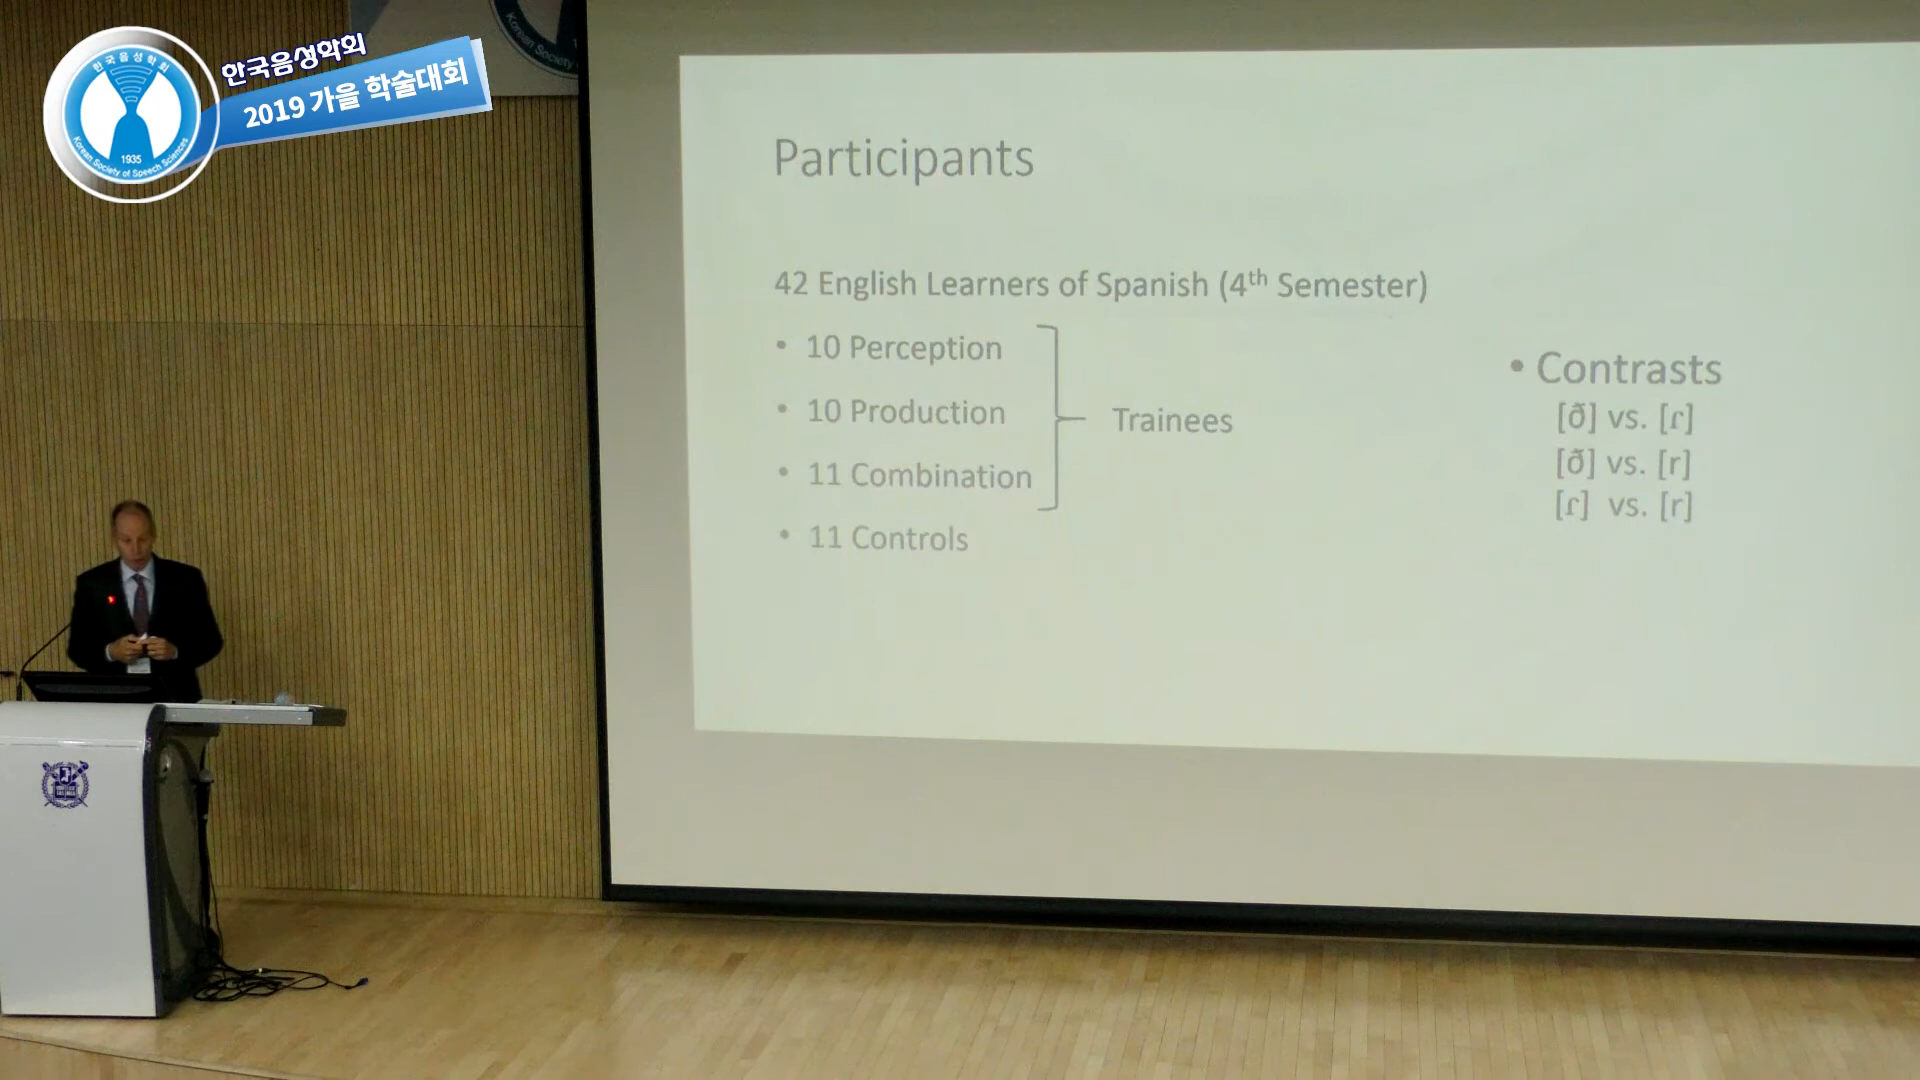 한국음성학회
2019 가을 학술대회
한국음성학회
1935
Korean Society of Speech Sciences
Korean Society
Participants
42 English Learners of Spanish (4th Semester)
• 10 Perception
• 10 Production
• 11 Combination
• 11 Controls
Trainees
• Contrasts
[ð̞] vs. [ɾ]
[ð̞] vs. [r]
[ɾ] vs. [r]